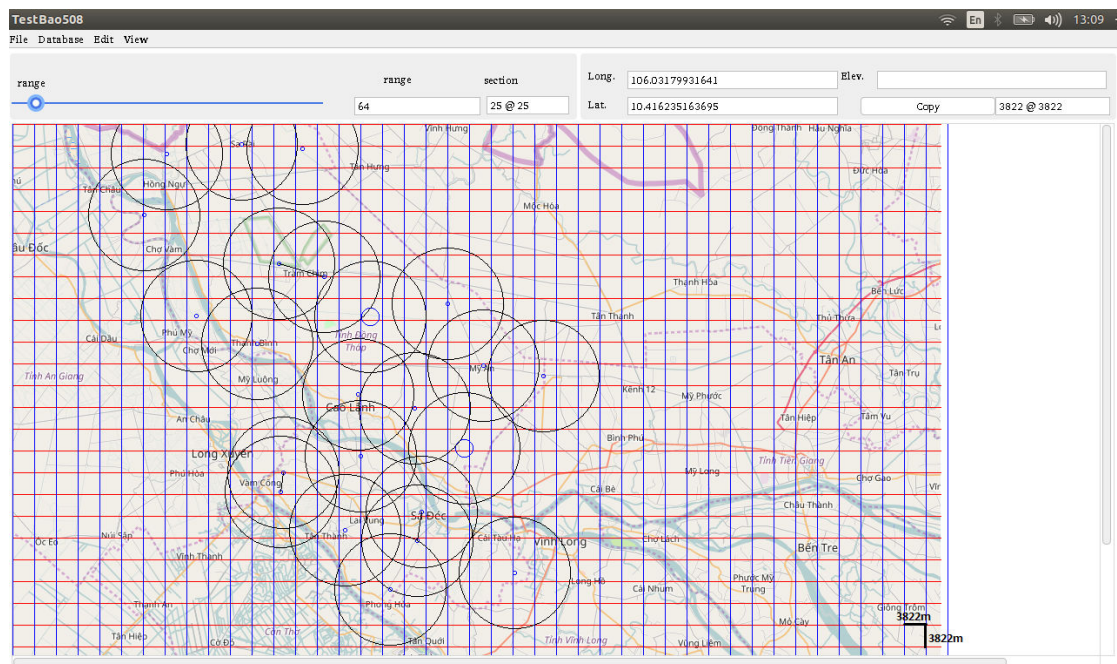 TestBao508
En
13:09
File Database Edit View
range
range
section
64
25 @ 25
Long.
106.03179931641
Elev.
Lat.
10.416235163695
Copy
3822 @ 3822
Vĩnh Hưng
Đồng Thành
Hậu Nghĩa
Sa Rài
Tân Hưng
Đức Hòa
Tân Châu
Hồng Ngự
Mộc Hóa
Châu Đốc
Chợ Vàm
Tràm Chim
Thạnh Hóa
Bến Lức
Tân Thạnh
Thủ Thừa
Phú Mỹ
Tỉnh Đồng Tháp
Cái Dầu
Chợ Mới
Thanh Bình
Tân An
Mỹ An
Tân Trụ
Tỉnh An Giang
Mỹ Luông
Kênh 12
Mỹ Phước
Cao Lãnh
An Châu
Tân Hiệp
Tầm Vu
Bình Phú
Long Xuyên
Tỉnh Tiền Giang
Phú Hòa
Mỹ Long
Vàm Cống
Chợ Gạo
Cái Bè
Châu Thành
Sa Đéc
Lai Vung
Núi Sập
Tân Thành
Óc Eo
Cái Tàu Hạ
Vĩnh Long
Chợ Lách
Bến Tre
Vĩnh Thanh
Long Hồ
Phước Mỹ Trung
Cái Nhum
Phong Hòa
Thạnh An
Giồng Trôm
3822m
Mỏ Cày
3822m
Tân Hiệp
Cờ Đỏ
Cần Thơ
Tân Quới
Tỉnh Vĩnh Long
Vũng Liêm